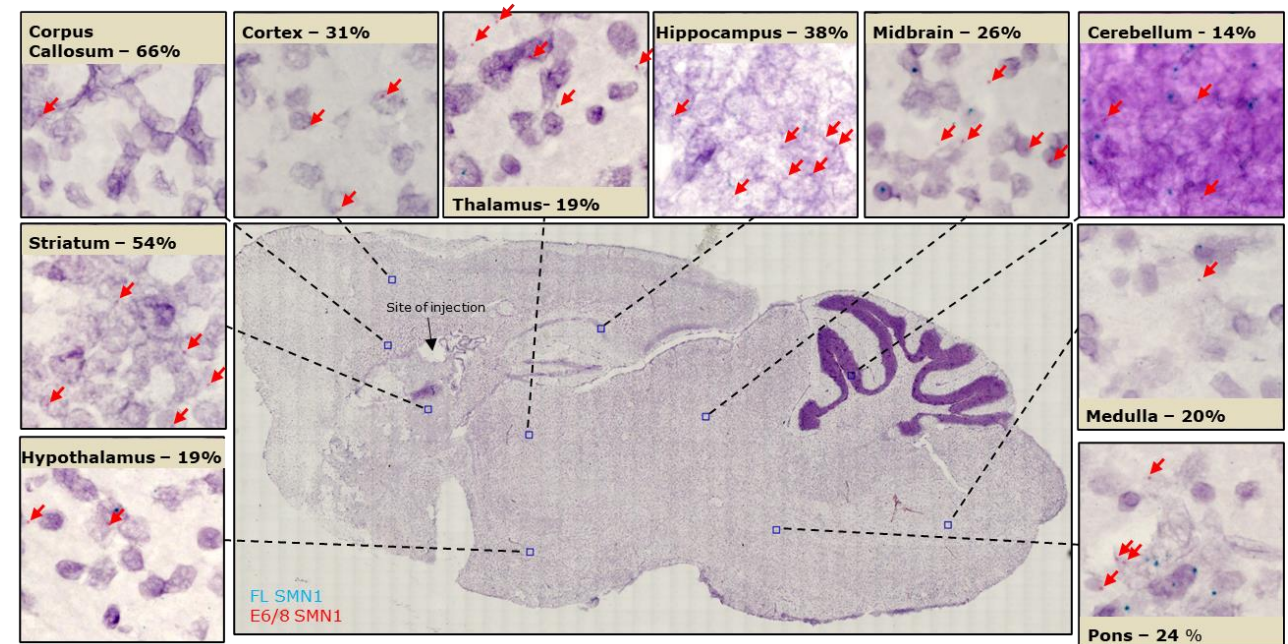 Corpus
Callosum – 66%
Cortex – 31%
Thalamus- 19%
Hippocampus – 38%
Midbrain – 26%
Cerebellum – 14%
Striatum – 54%
Site of injection
Medulla – 20%
Hypothalamus – 19%
FL SMN1
E6/8 SMN1
Pons – 24 %